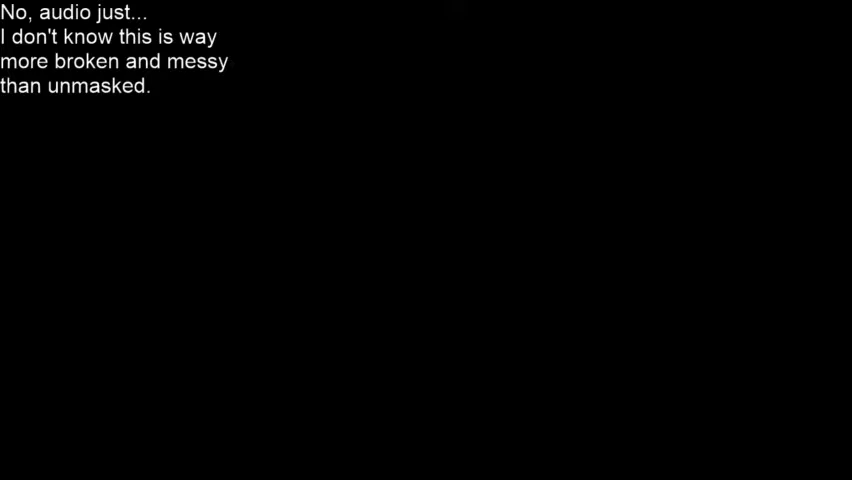 No, audio just...
I don't know this is way
more broken and messy
than unmasked.